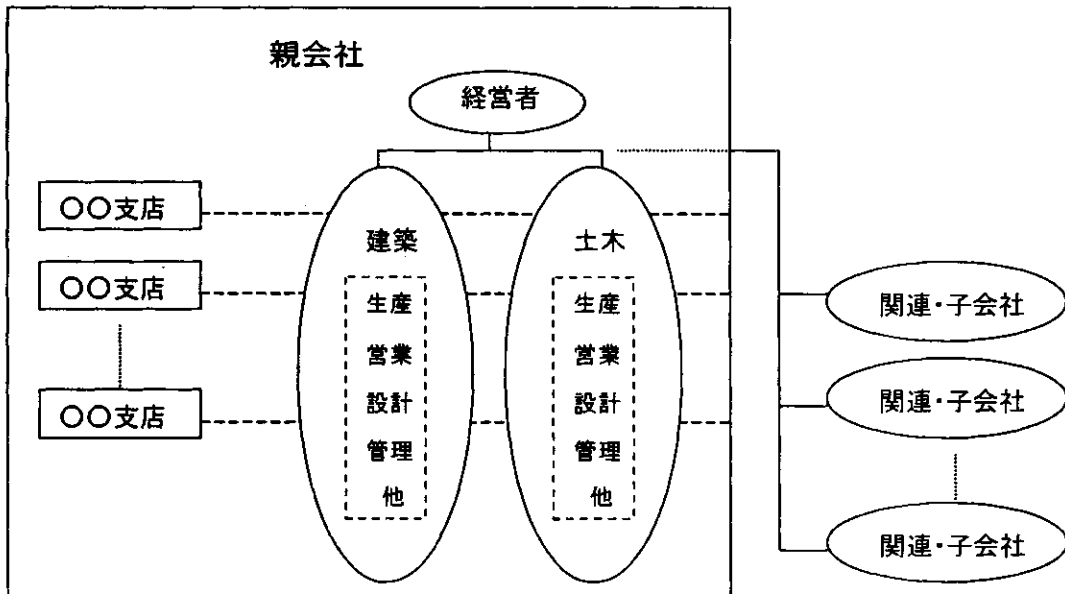 親会社
経営者
〇〇支店
〇〇支店
〇〇支店
建築
生産
営業
設計
管理
他
土木
生産
営業
設計
管理
他
関連・子会社
関連・子会社
関連・子会社